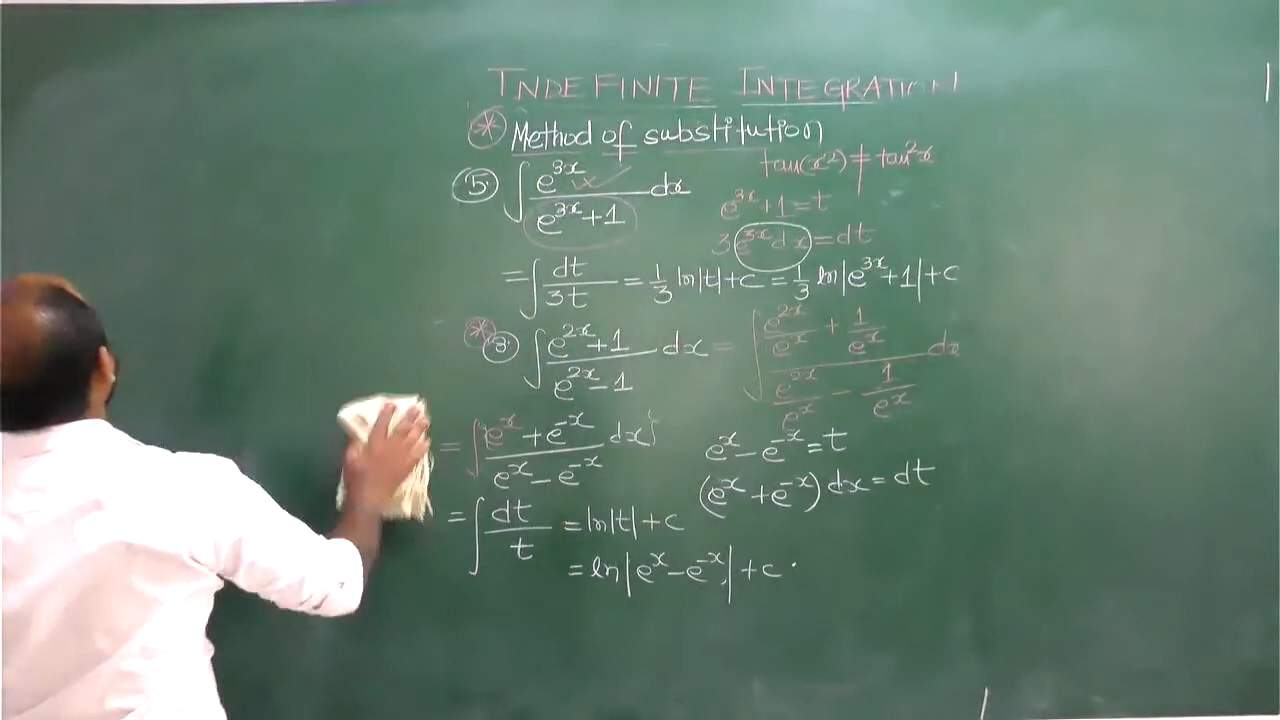 INDEFINITE INTEGRATION
* Method of substitution
tan(x²) ≠ tan²x
5. ∫ e^{3x}/(e^{3x}+1) dx
e^{3x}+1=t
3e^{3x}dx=dt
=∫ dt/3t = 1/3 ln|t|+c = 1/3 ln|e^{3x}+1|+c
* ∫ (e^{2x}+1)/(e^{2x}-1) dx = ∫ (e^{2x}/e^x + 1/e^x)/(e^{2x}/e^x - 1/e^x) dx
= ∫ (e^x+e^{-x})/(e^x-e^{-x}) dx
e^x-e^{-x}=t
(e^x+e^{-x})dx=dt
= ∫ dt/t = ln|t|+c
= ln|e^x-e^{-x}|+c.